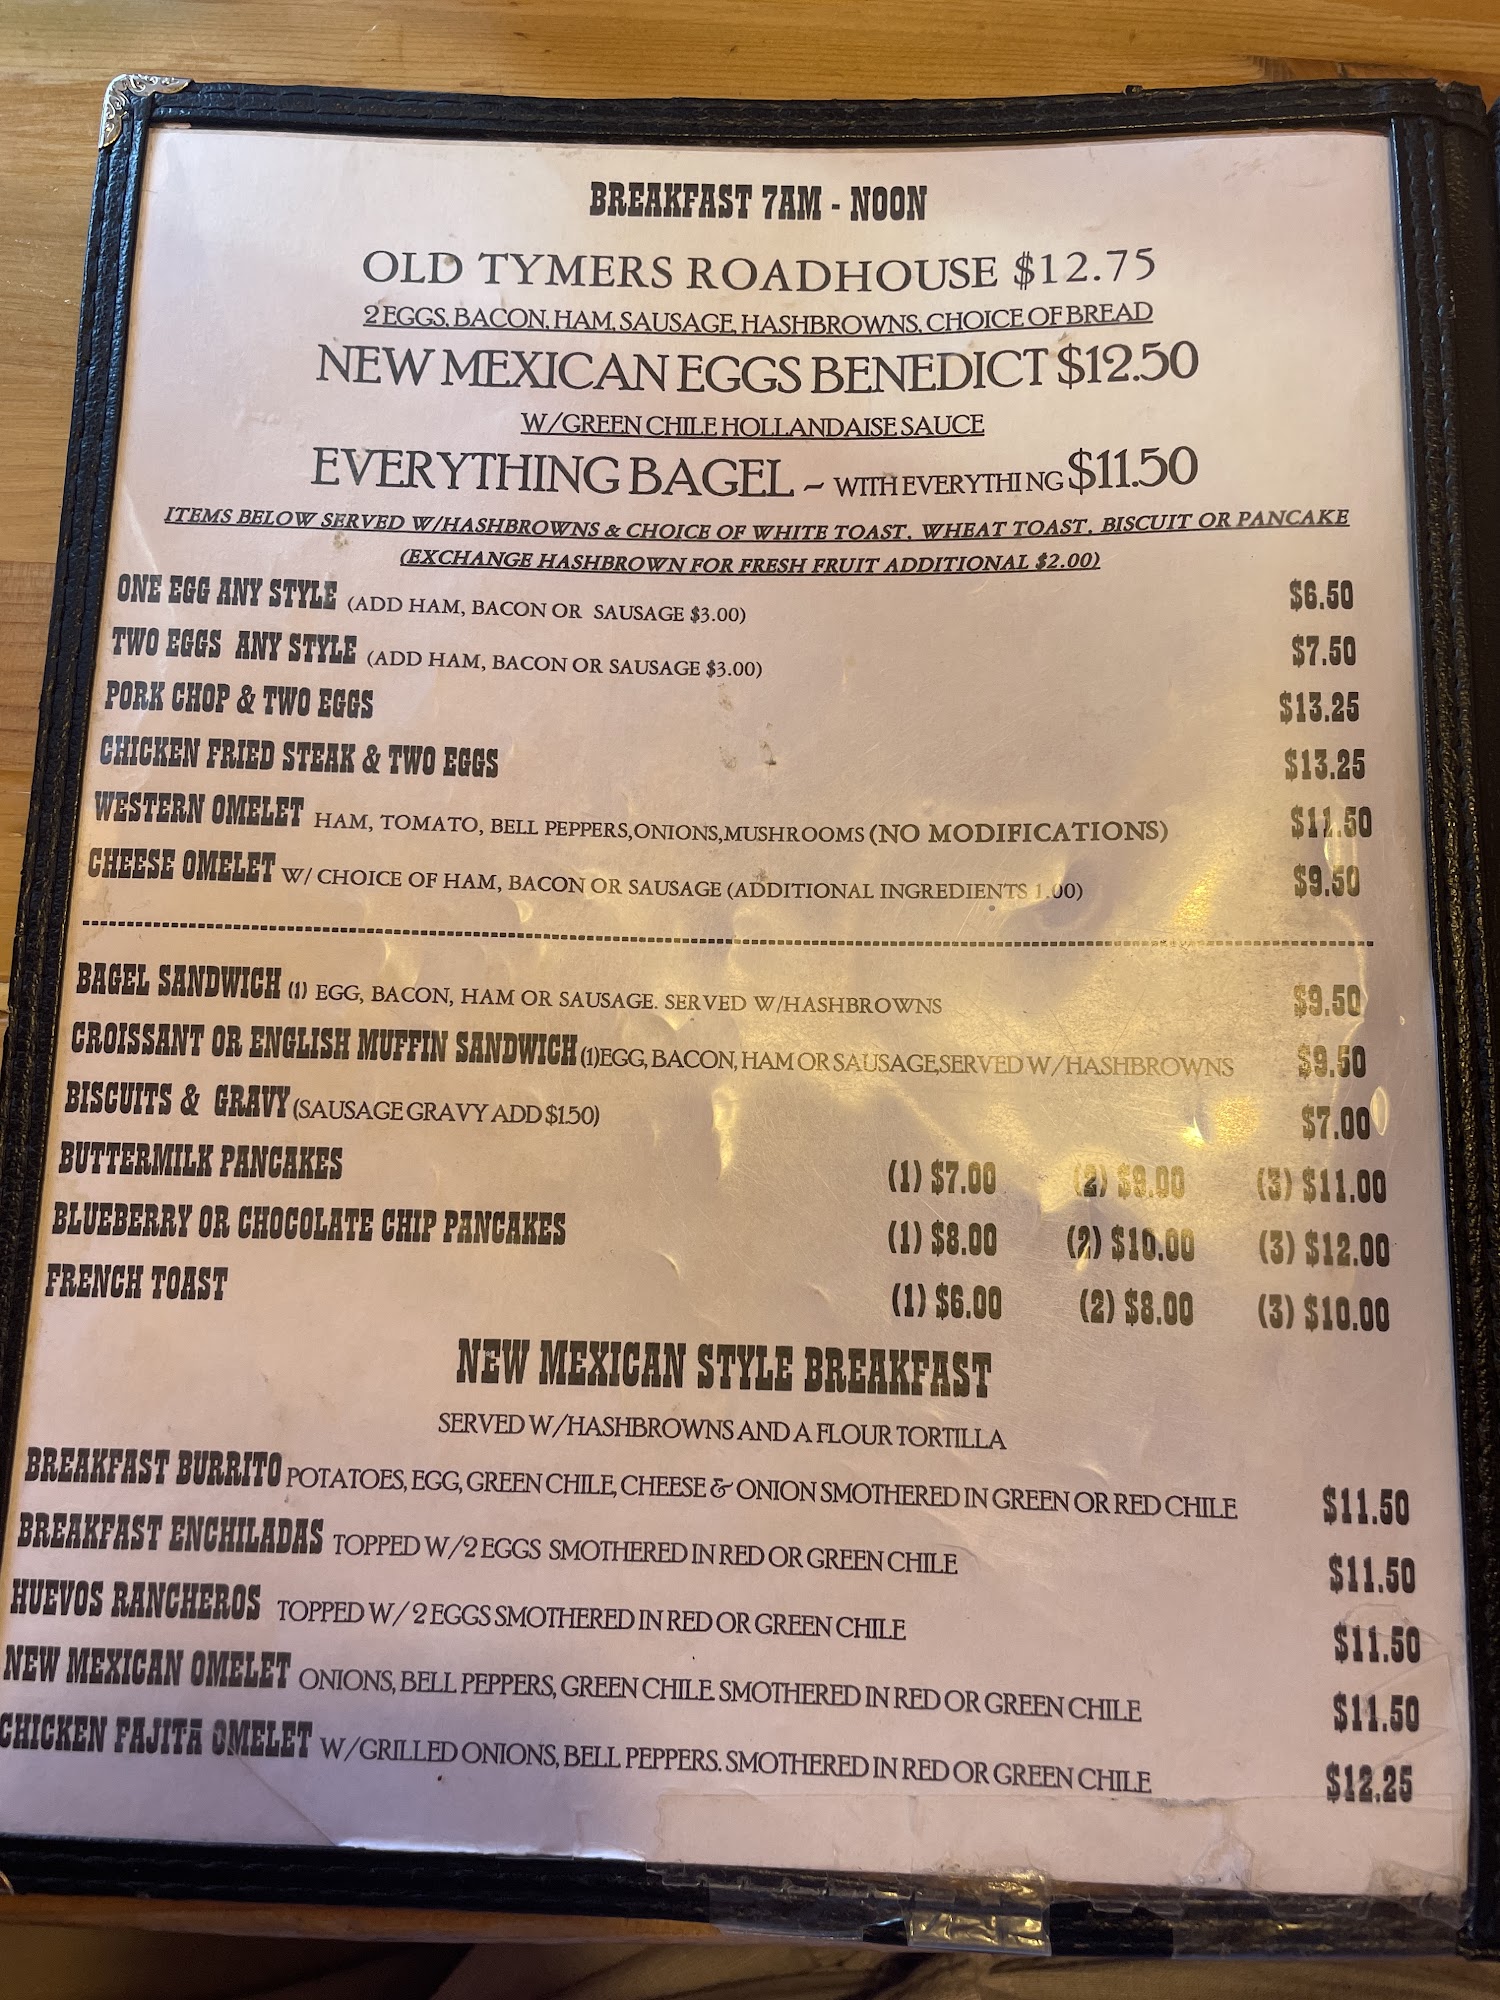 BREAKFAST 7AM - NOON
OLD TYMERS ROADHOUSE $12.75
2 EGGS, BACON, HAM, SAUSAGE, HASHBROWNS, CHOICE OF BREAD
NEW MEXICAN EGGS BENEDICT $12.50
W/GREEN CHILE HOLLANDAISE SAUCE
EVERYTHING BAGEL ~ WITH EVERYTHING $11.50
ITEMS BELOW SERVED W/HASHBROWNS & CHOICE OF WHITE TOAST, WHEAT TOAST, BISCUIT OR PANCAKE
(EXCHANGE HASHBROWN FOR FRESH FRUIT ADDITIONAL $2.00)
ONE EGG ANY STYLE (ADD HAM, BACON OR SAUSAGE $3.00) $6.50
TWO EGGS ANY STYLE (ADD HAM, BACON OR SAUSAGE $3.00) $7.50
PORK CHOP & TWO EGGS $13.25
CHICKEN FRIED STEAK & TWO EGGS $13.25
WESTERN OMELET HAM, TOMATO, BELL PEPPERS,ONIONS,MUSHROOMS (NO MODIFICATIONS) $11.50
CHEESE OMELET W/ CHOICE OF HAM, BACON OR SAUSAGE (ADDITIONAL INGREDIENTS 1.00) $9.50
BAGEL SANDWICH (1) EGG, BACON, HAM OR SAUSAGE. SERVED W/HASHBROWNS $9.50
CROISSANT OR ENGLISH MUFFIN SANDWICH (1)EGG, BACON, HAM OR SAUSAGE,SERVED W/HASHBROWNS $9.50
BISCUITS & GRAVY (SAUSAGE GRAVY ADD $1.50) $7.00
BUTTERMILK PANCAKES (1) $7.00 (2) $9.00 (3) $11.00
BLUEBERRY OR CHOCOLATE CHIP PANCAKES (1) $8.00 (2) $10.00 (3) $12.00
FRENCH TOAST (1) $6.00 (2) $8.00 (3) $10.00
NEW MEXICAN STYLE BREAKFAST
SERVED W/HASHBROWNS AND A FLOUR TORTILLA
BREAKFAST BURRITO POTATOES, EGG, GREEN CHILE, CHEESE & ONION SMOTHERED IN GREEN OR RED CHILE $11.50
BREAKFAST ENCHILADAS TOPPED W/2 EGGS SMOTHERED IN RED OR GREEN CHILE $11.50
HUEVOS RANCHEROS TOPPED W/ 2 EGGS SMOTHERED IN RED OR GREEN CHILE $11.50
NEW MEXICAN OMELET ONIONS, BELL PEPPERS, GREEN CHILE. SMOTHERED IN RED OR GREEN CHILE $11.50
CHICKEN FAJITA OMELET W/GRILLED ONIONS, BELL PEPPERS. SMOTHERED IN RED OR GREEN CHILE $12.25